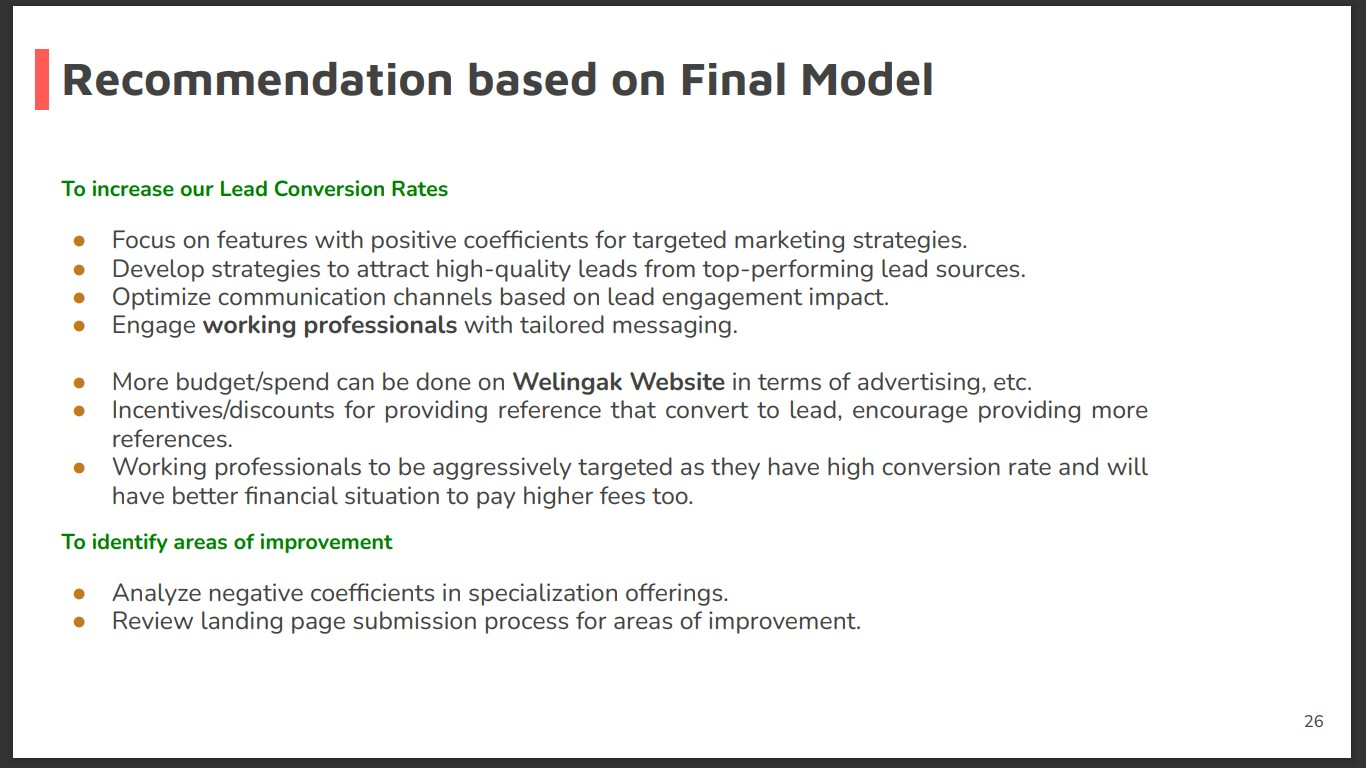 Recommendation based on Final Model
To increase our Lead Conversion Rates
● Focus on features with positive coefficients for targeted marketing strategies.
● Develop strategies to attract high-quality leads from top-performing lead sources.
● Optimize communication channels based on lead engagement impact.
● Engage working professionals with tailored messaging.
● More budget/spend can be done on Welingak Website in terms of advertising, etc.
● Incentives/discounts for providing reference that convert to lead, encourage providing more
references.
● Working professionals to be aggressively targeted as they have high conversion rate and will
have better financial situation to pay higher fees too.
To identify areas of improvement
● Analyze negative coefficients in specialization offerings.
● Review landing page submission process for areas of improvement.
26